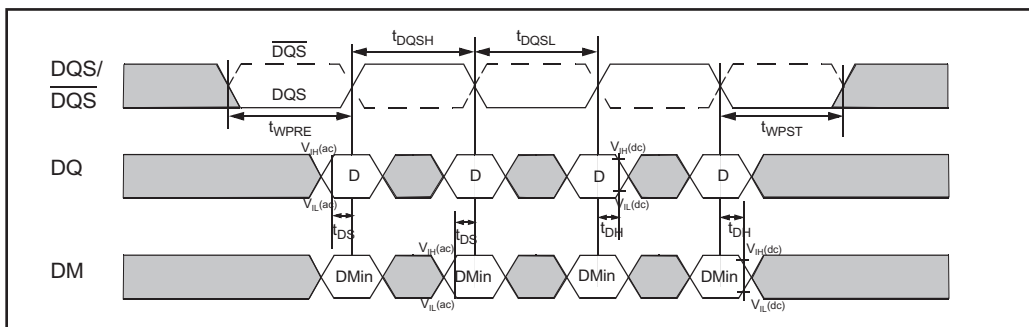 DQS/
DQS
DQS
DQS
tDQSH
tDQSL
tWPRE
tWPST
VIH(ac)
VIH(dc)
DQ
D
D
D
D
VIL(ac)
VIL(dc)
tDS
tDS
tDH
tDH
VIH(ac)
VIH(dc)
DM
DMin
DMin
DMin
DMin
VIL(ac)
VIL(dc)